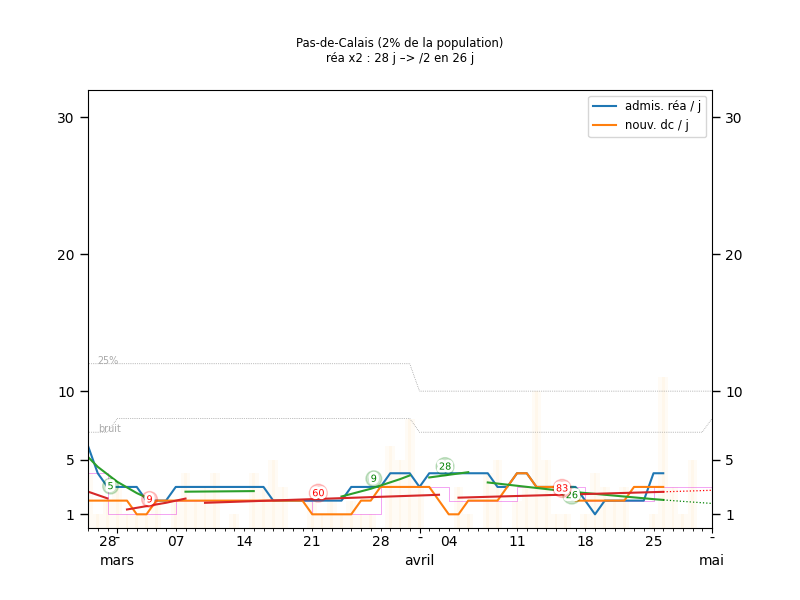 Pas-de-Calais (2% de la population)
réa x2 : 28 j –> /2 en 26 j
admis. réa / j
nouv. dc / j
30 30
20 20
25%
10 10
bruit
5 5
28
9
5
60
83
26
9
1 1
28 07 14 21 28 04 11 18 25
mars avril mai